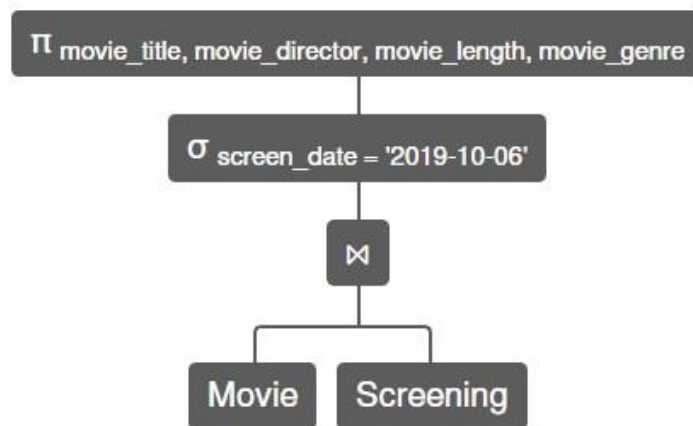 π movie_title, movie_director, movie_length, movie_genre
σ screen_date = '2019-10-06'
⋈
Movie
Screening